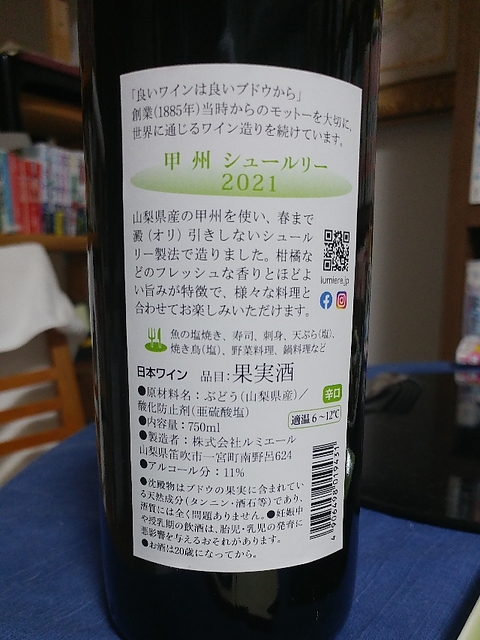 「良いワインは良いブドウから」
創業(1885年)当時からのモットーを大切に、
世界に通じるワイン造りを続けています。
甲州 シュールリー
2021
山梨県産の甲州を使い、春まで
澱(オリ)引きしないシュール
リー製法で造りました。柑橘な
どのフレッシュな香りとほどよ
い旨みが特徴で、様々な料理と
合わせてお楽しみいただけます。
lumiere.jp
魚の塩焼き、寿司、刺身、天ぷら(塩)、
焼き鳥(塩)、野菜料理、鍋料理など
日本ワイン 品目:果実酒
●原材料名:ぶどう(山梨県産)/
酸化防止剤(亜硫酸塩)
辛口
●内容量:750ml
適温 6~12℃
●製造者:株式会社ルミエール
山梨県笛吹市一宮町南野呂624
●アルコール分:11%
●沈殿物はブドウの果実に含まれてい
る天然成分(タンニン・酒石等)であり、
酒質には全く問題ありません。●妊娠中
や授乳期の飲酒は、胎児・乳児の発育に
悪影響を与えるおそれがあります。
●お酒は20歳になってから。
4 906498 019451